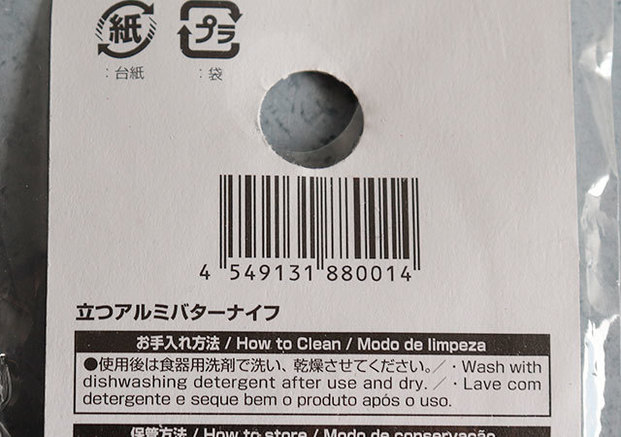 紙 プラ
：台紙 ：袋
4 549131 880014
立つアルミバターナイフ
お手入れ方法 / How to Clean / Modo de limpeza
●使用後は食器用洗剤で洗い、乾燥させてください。／・Wash with
dishwashing detergent after use and dry.／・Lave com
detergente e seque bem o produto após o uso.
保管方法 / How to store / Modo de conservação